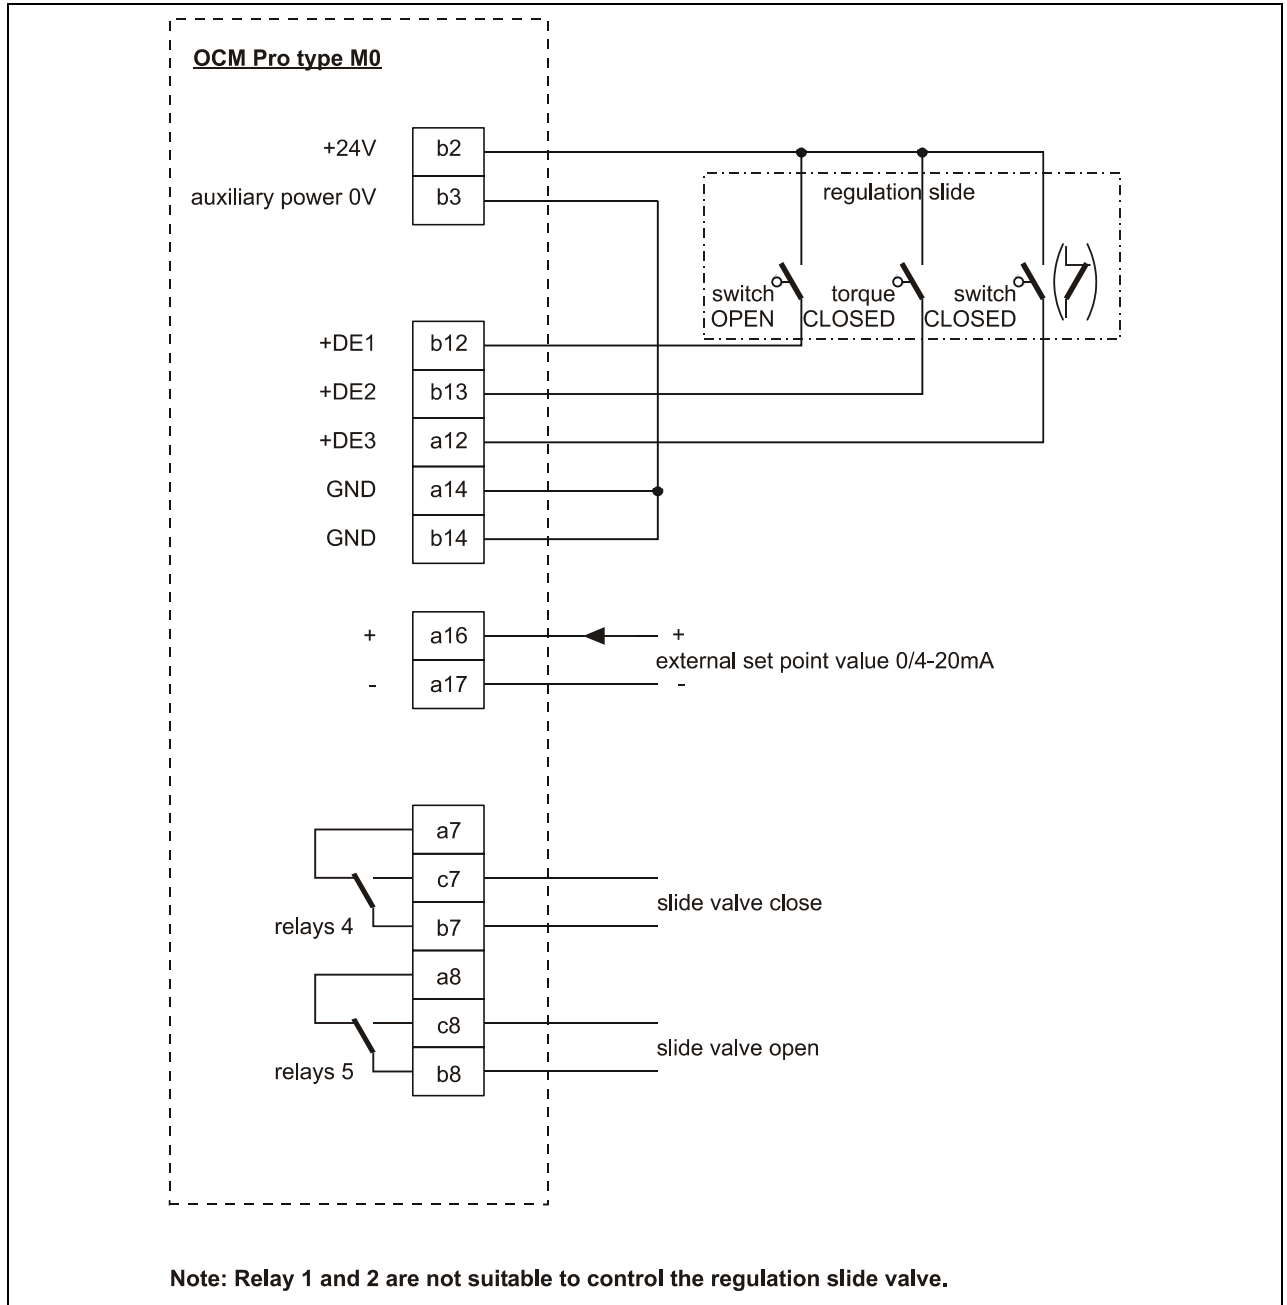 OCM Pro type M0
+24V b2
auxiliary power 0V b3
regulation slide
switch OPEN
torque CLOSED
switch CLOSED
+DE1 b12
+DE2 b13
+DE3 a12
GND a14
GND b14
+ a16 +
external set point value 0/4-20mA
- a17 -
a7
c7
slide valve close
relays 4 b7
a8
c8
slide valve open
relays 5 b8
Note: Relay 1 and 2 are not suitable to control the regulation slide valve.